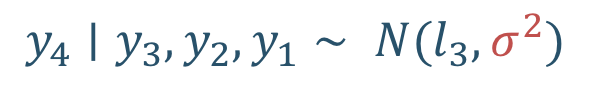 y₄ | y₃, y₂, y₁ ~ N(l₃, σ²)